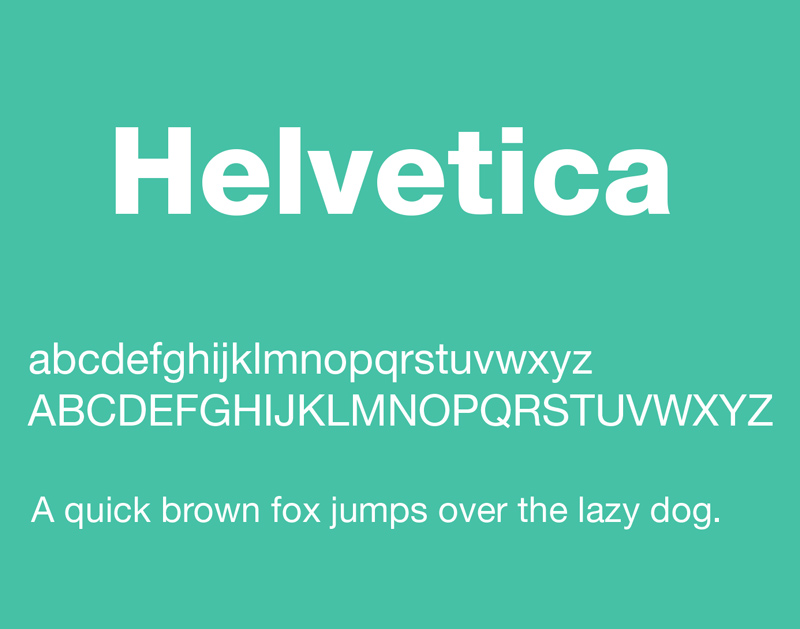 Helvetica
abcdefghijklmnopqrstuvwxyz
ABCDEFGHIJKLMNOPQRSTUVWXYZ
A quick brown fox jumps over the lazy dog.